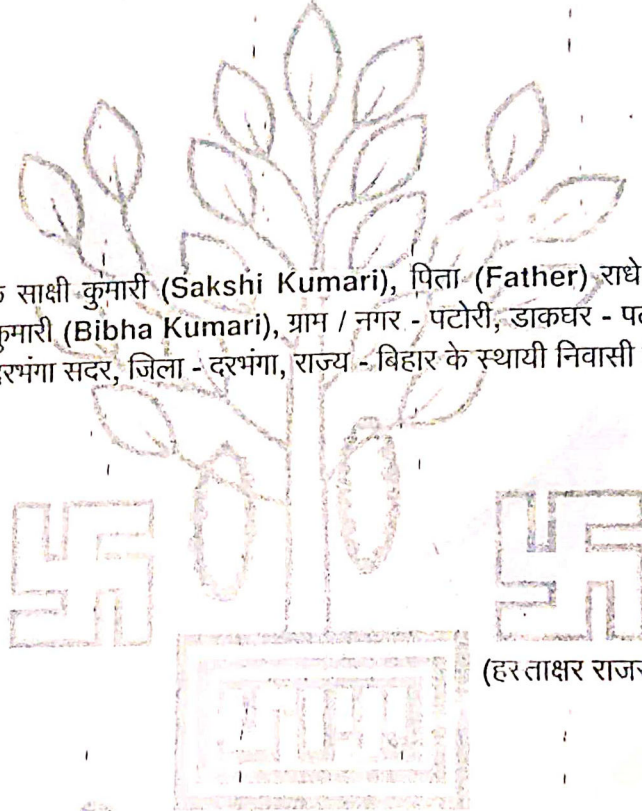 साक्षी कुमारी (Sakshi Kumari), पिता (Father) राधे
कुमारी (Bibha Kumari), ग्राम / नगर - पटोरी, डाकघर -
दरभंगा सदर, जिला - दरभंगा, राज्य - बिहार के स्थायी निवासी
(हस्ताक्षर